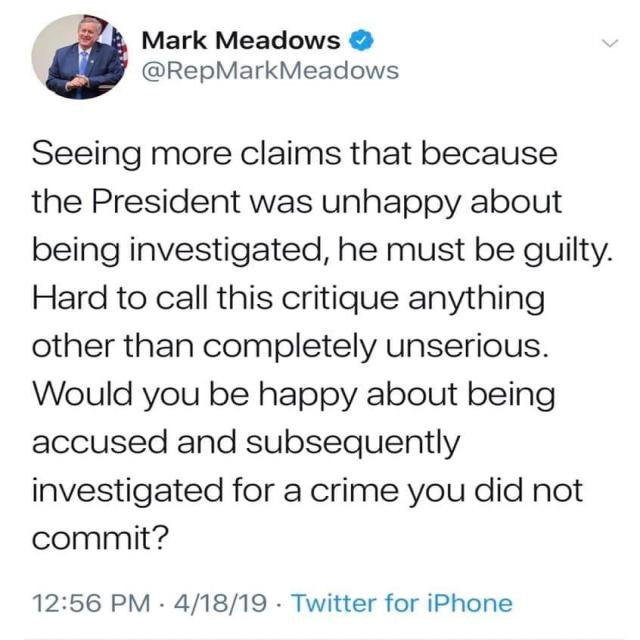 Mark Meadows
@RepMarkMeadows
Seeing more claims that because
the President was unhappy about
being investigated, he must be guilty.
Hard to call this critique anything
other than completely unserious.
Would you be happy about being
accused and subsequently
investigated for a crime you did not
commit?
12:56 PM · 4/18/19 · Twitter for iPhone